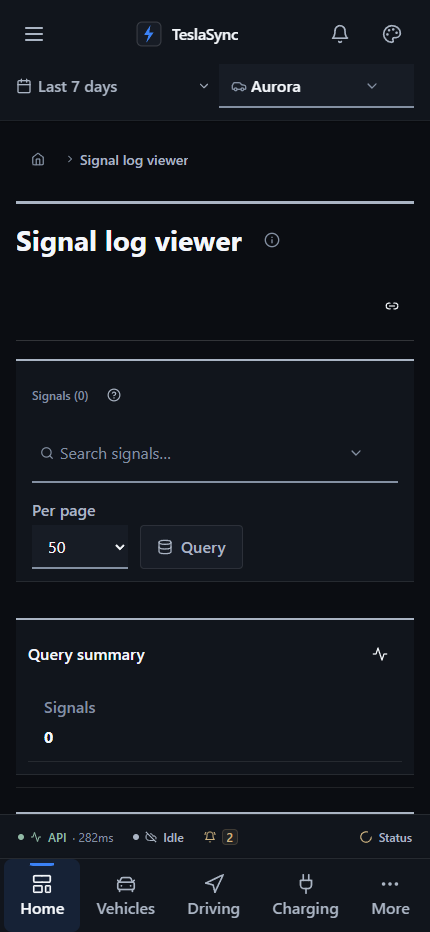 TeslaSync
Last 7 days
Aurora
Signal log viewer
Signal log viewer
Signals (0)
Search signals...
Per page
50
Query
Query summary
Signals
0
API · 282ms
Idle
2
Status
Home
Vehicles
Driving
Charging
More